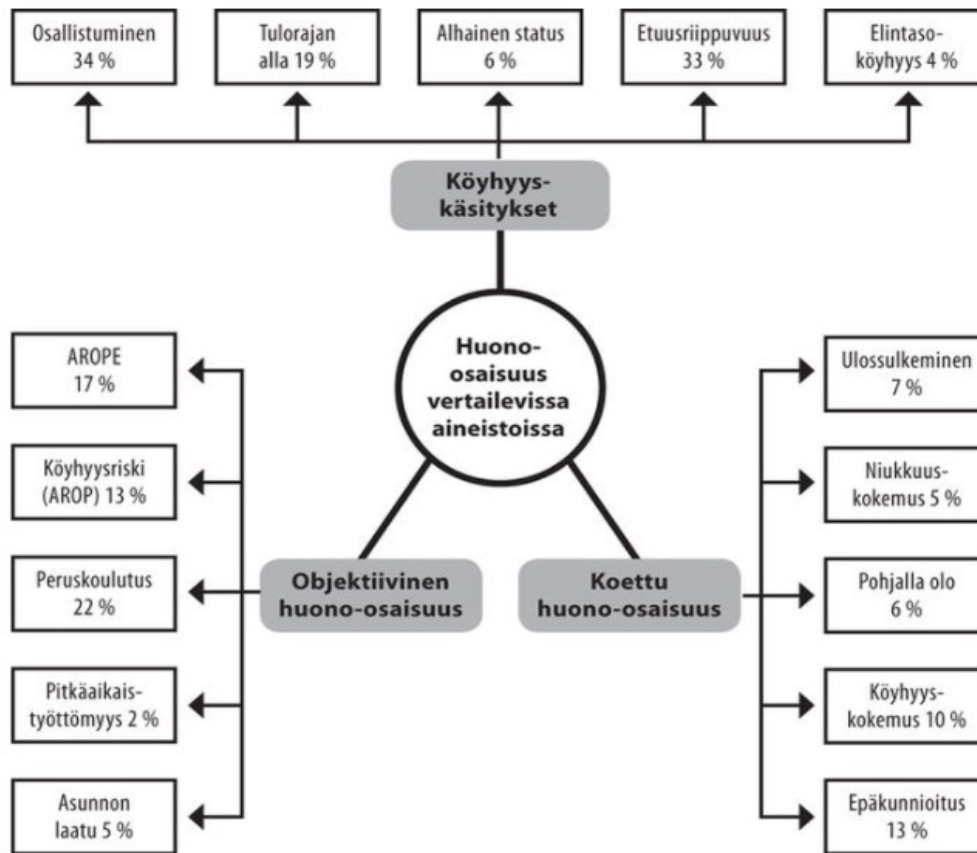 Osallistuminen
34 %
Tulorajan
alla 19 %
Alhainen status
6 %
Etuusriippuvuus
33 %
Elintaso-
köyhyys 4 %
Köyhyys-
käsitykset
Huono-
osaisuus
vertailevissa
aineistoissa
AROPE
17 %
Köyhyysriski
(AROP) 13 %
Peruskoulutus
22 %
Pitkäaikais-
työttömyys 2 %
Asunnon
laatu 5 %
Objektiivinen
huono-osaisuus
Koettu
huono-osaisuus
Ulossulkeminen
7 %
Niukkuus-
kokemus 5 %
Pohjalla olo
6 %
Köyhyys-
kokemus 10 %
Epäkunnioitus
13 %